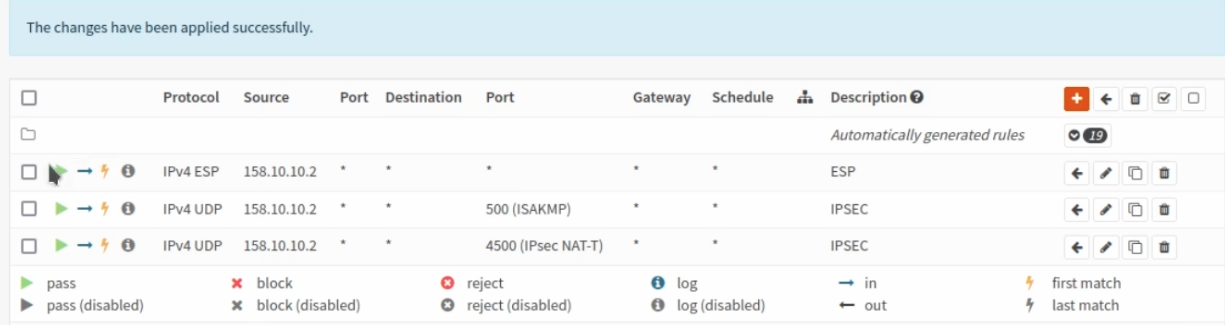 The changes have been applied successfully.
Protocol Source Port Destination Port Gateway Schedule Description
Automatically generated rules 19
IPv4 ESP 158.10.10.2 * * * * * ESP
IPv4 UDP 158.10.10.2 * * 500 (ISAKMP) * * IPSEC
IPv4 UDP 158.10.10.2 * * 4500 (IPsec NAT-T) * * IPSEC
pass block reject log in first match
pass (disabled) block (disabled) reject (disabled) log (disabled) out last match